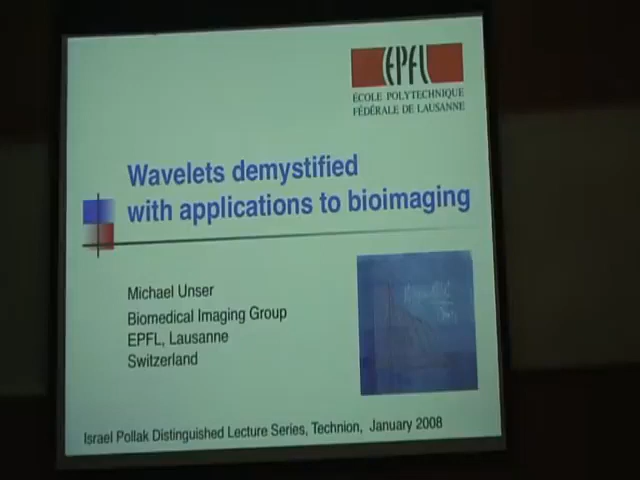 EPFL
ÉCOLE POLYTECHNIQUE
FÉDÉRALE DE LAUSANNE
Wavelets demystified
with applications to bioimaging
Michael Unser
Biomedical Imaging Group
EPFL, Lausanne
Switzerland
Israel Pollak Distinguished Lecture Series, Technion, January 2008